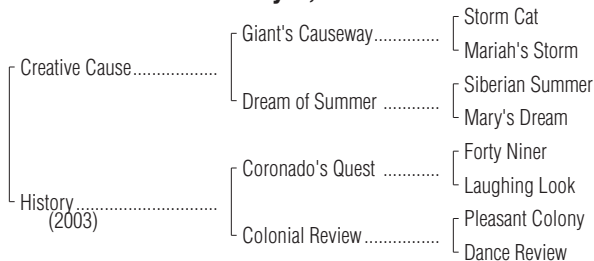 Storm Cat
Giant's Causeway..............
Mariah's Storm
Creative Cause..................
Siberian Summer
Dream of Summer ............
Mary's Dream
Forty Niner
Coronado's Quest ............
Laughing Look
History..............................
(2003)
Pleasant Colony
Colonial Review................
Dance Review